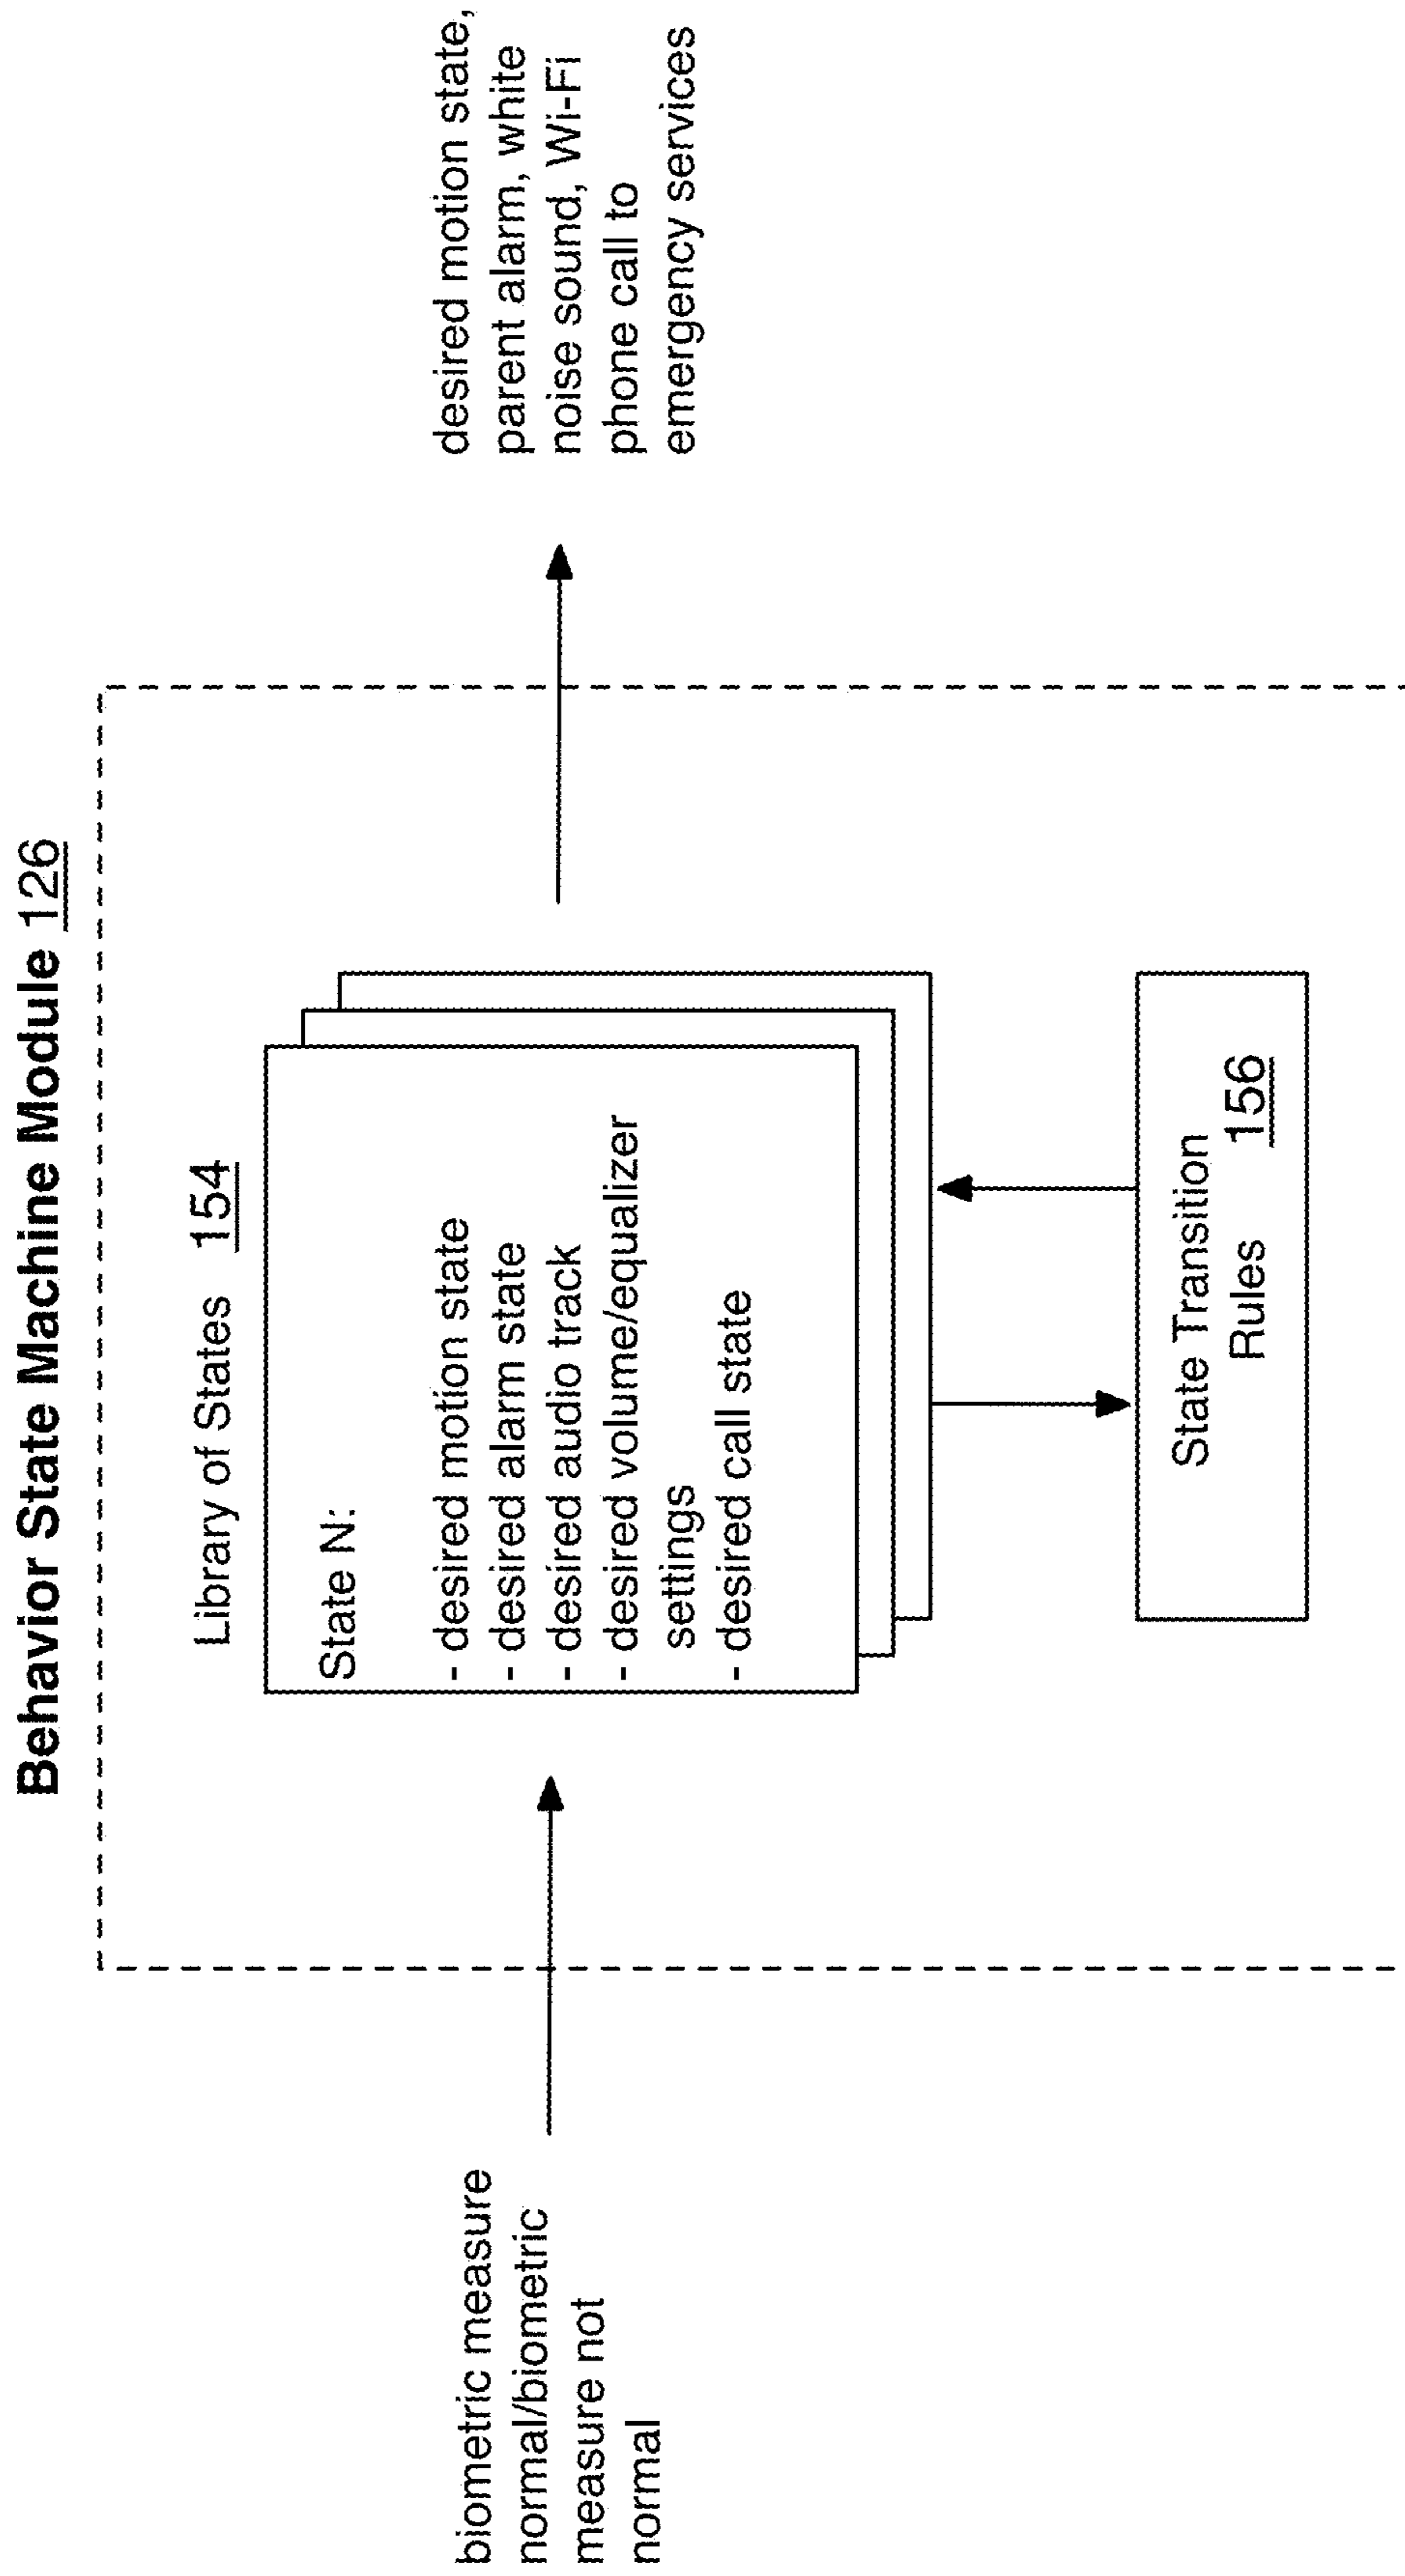 Behavior State Machine Module 126
biometric measure
normal/biometric
measure not
normal
Library of States 154
State N:
- desired motion state
- desired alarm state
- desired audio track
- desired volume/equalizer
settings
- desired call state
State Transition
Rules 156
desired motion state,
parent alarm, white
noise sound, Wi-Fi
phone call to
emergency services